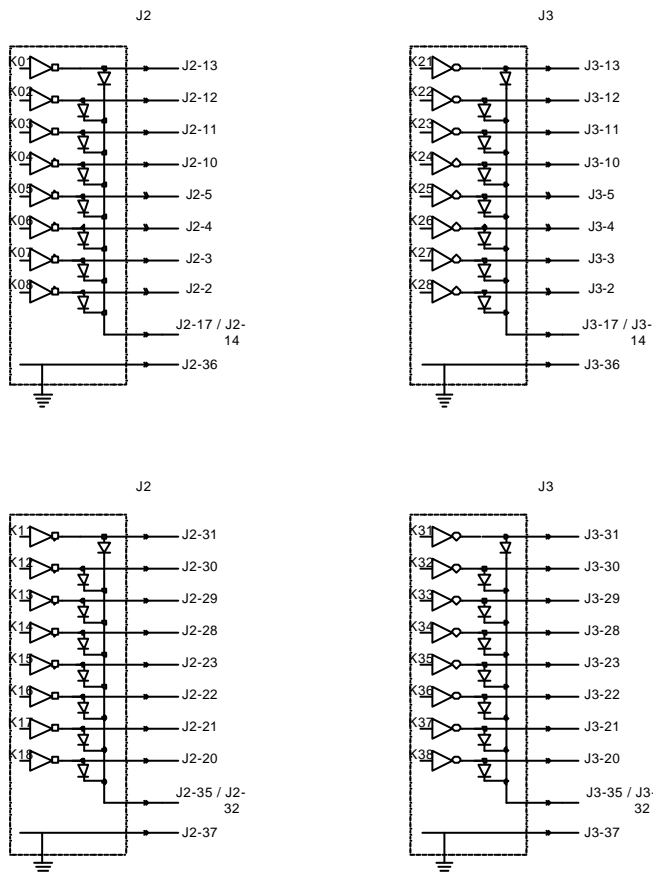 J2
K01 J2-13
K02 J2-12
K03 J2-11
K04 J2-10
K05 J2-5
K06 J2-4
K07 J2-3
K08 J2-2
J2-17 / J2-
14
J2-36
J3
K21 J3-13
K22 J3-12
K23 J3-11
K24 J3-10
K25 J3-5
K26 J3-4
K27 J3-3
K28 J3-2
J3-17 / J3-
14
J3-36
J2
K11 J2-31
K12 J2-30
K13 J2-29
K14 J2-28
K15 J2-23
K16 J2-22
K17 J2-21
K18 J2-20
J2-35 / J2-
32
J2-37
J3
K31 J3-31
K32 J3-30
K33 J3-29
K34 J3-28
K35 J3-23
K36 J3-22
K37 J3-21
K38 J3-20
J3-35 / J3-
32
J3-37